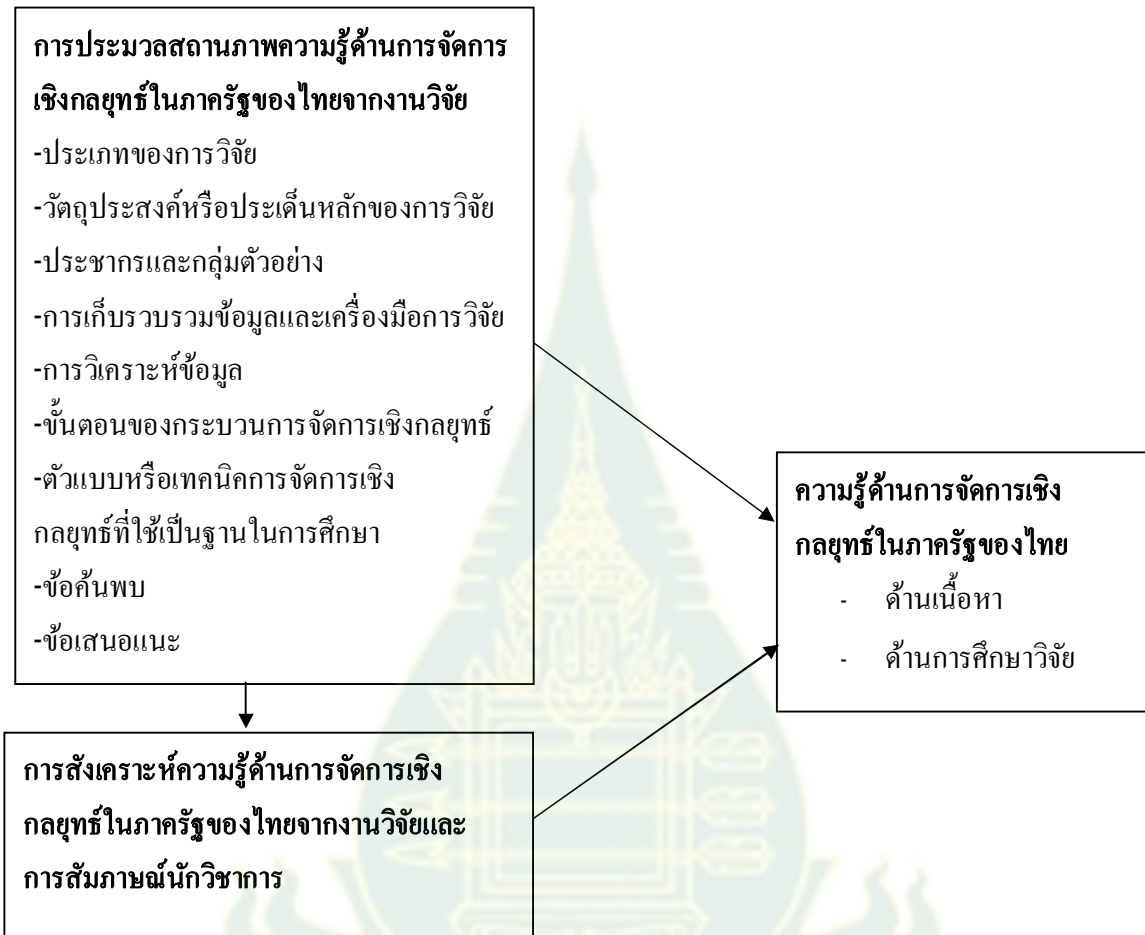 การประมวลสถานภาพความรู้ด้านการจัดการ
เชิงกลยุทธ์ในภาครัฐของไทยจากงานวิจัย
-ประเภทของการวิจัย
-วัตถุประสงค์หรือประเด็นหลักของการวิจัย
-ประชากรและกลุ่มตัวอย่าง
-การเก็บรวบรวมข้อมูลและเครื่องมือการวิจัย
-การวิเคราะห์ข้อมูล
-ขั้นตอนของกระบวนการจัดการเชิงกลยุทธ์
-ตัวแบบหรือเทคนิคการจัดการเชิง
กลยุทธ์ที่ใช้เป็นฐานในการศึกษา
-ข้อค้นพบ
-ข้อเสนอแนะ
การสังเคราะห์ความรู้ด้านการจัดการเชิง
กลยุทธ์ในภาครัฐของไทยจากงานวิจัยและ
การสัมภาษณ์นักวิชาการ
ความรู้ด้านการจัดการเชิง
กลยุทธ์ในภาครัฐของไทย
- ด้านเนื้อหา
- ด้านการศึกษาวิจัย